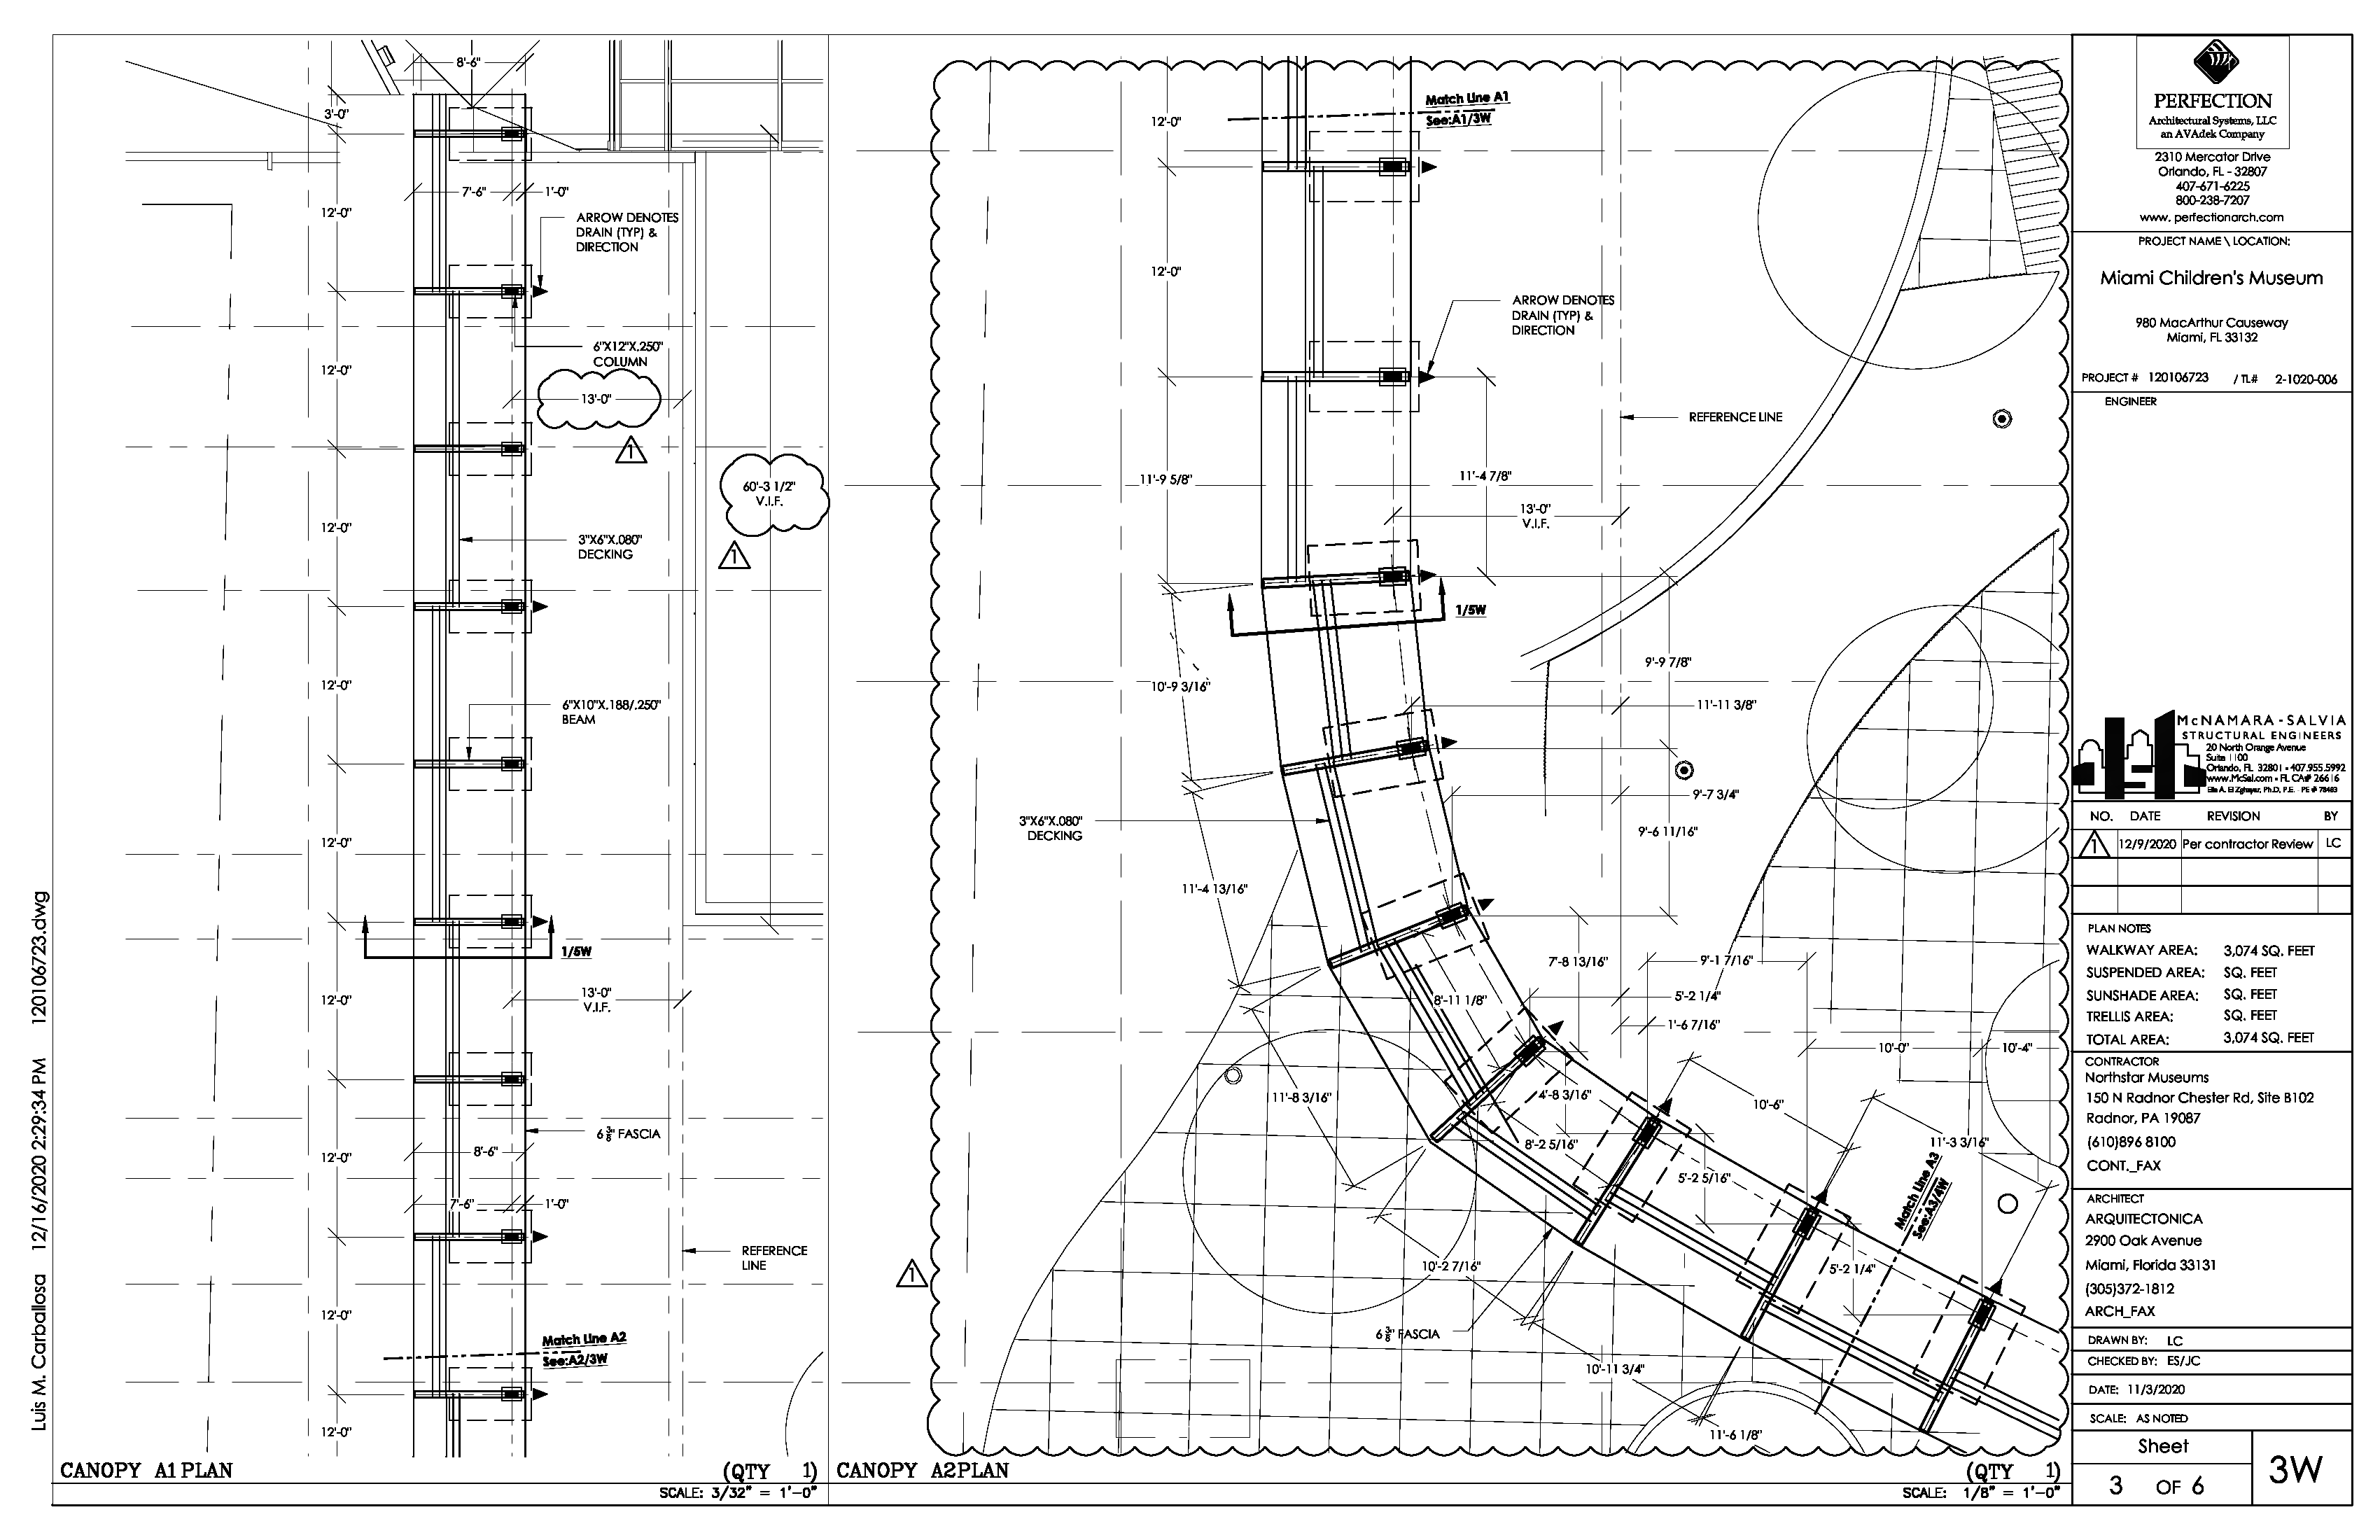 Luis M. Carballosa 12/16/2020 2:29:34 PM 120106723.dwg
8'-6"
3'-0"
7'-6"
1'-0"
12'-0"
ARROW DENOTES
DRAIN (TYP) &
DIRECTION
6"X12"X.250"
COLUMN
12'-0"
13'-0"
1
60'-3 1/2"
V.I.F.
1
12'-0"
3"X6"X.080"
DECKING
12'-0"
6"X10"X.188/.250"
BEAM
12'-0"
1/5W
12'-0"
13'-0"
V.I.F.
6 3/8" FASCIA
12'-0"
8'-6"
7'-6"
1'-0"
REFERENCE
LINE
12'-0"
Match Line A2
See:A2/3W
12'-0"
CANOPY A1 PLAN
(QTY 1)
SCALE: 3/32" = 1'-0"
12'-0"
Match Line A1
See:A1/3W
12'-0"
ARROW DENOTES
DRAIN (TYP) &
DIRECTION
REFERENCE LINE
11'-9 5/8"
11'-4 7/8"
13'-0"
V.I.F.
1/5W
9'-9 7/8"
10'-9 3/16"
11'-11 3/8"
9'-7 3/4"
3"X6"X.080"
DECKING
9'-6 11/16"
11'-4 13/16"
7'-8 13/16"
9'-1 7/16"
8'-11 1/8"
5'-2 1/4"
1'-6 7/16"
10'-0"
10'-4"
11'-8 3/16"
4'-8 3/16"
10'-6"
8'-2 5/16"
11'-3 3/16"
5'-2 5/16"
Match Line A3
See:A3/4W
10'-2 7/16"
5'-2 1/4"
1
6 3/8" FASCIA
10'-11 3/4"
11'-6 1/8"
CANOPY A2 PLAN
(QTY 1)
SCALE: 1/8" = 1'-0"
PERFECTION
Architectural Systems, LLC
an AVAdek Company
2310 Mercator Drive
Orlando, FL - 32807
407-671-6225
800-238-7207
www. perfectionarch.com
PROJECT NAME \ LOCATION:
Miami Children's Museum
980 MacArthur Causeway
Miami, FL 33132
PROJECT # 120106723 / TL# 2-1020-006
ENGINEER
McNAMARA - SALVIA
STRUCTURAL ENGINEERS
20 North Orange Avenue
Suite 1100
Orlando, FL 32801 • 407.955.5992
www.McSal.com • FL CA# 26616
Elie A. El Zghayer, Ph.D, P.E. - PE # 78403
NO. DATE REVISION BY
1 12/9/2020 Per contractor Review LC
PLAN NOTES
WALKWAY AREA: 3,074 SQ. FEET
SUSPENDED AREA: SQ. FEET
SUNSHADE AREA: SQ. FEET
TRELLIS AREA: SQ. FEET
TOTAL AREA: 3,074 SQ. FEET
CONTRACTOR
Northstar Museums
150 N Radnor Chester Rd, Site B102
Radnor, PA 19087
(610)896 8100
CONT._FAX
ARCHITECT
ARQUITECTONICA
2900 Oak Avenue
Miami, Florida 33131
(305)372-1812
ARCH_FAX
DRAWN BY: LC
CHECKED BY: ES/JC
DATE: 11/3/2020
SCALE: AS NOTED
Sheet
3 OF 6
3W